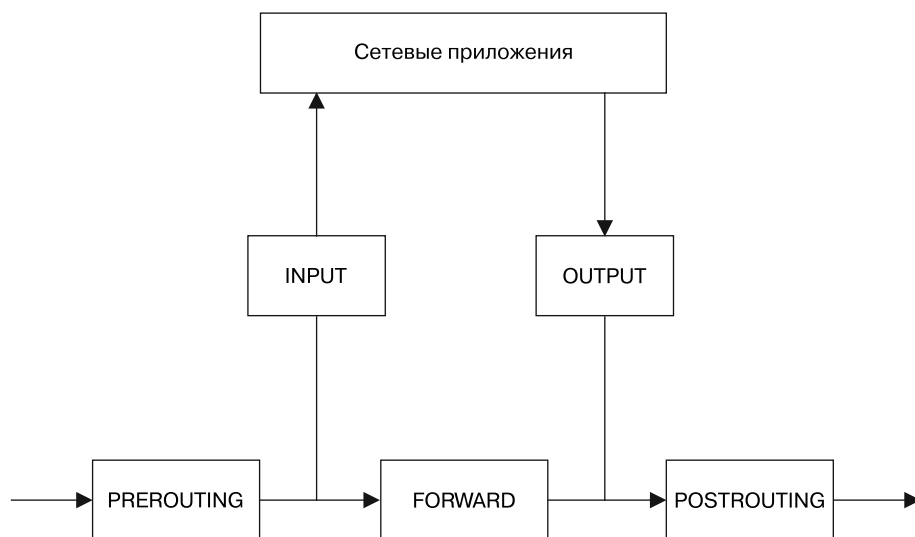 Сетевые приложения
INPUT
OUTPUT
PREROUTING
FORWARD
POSTROUTING